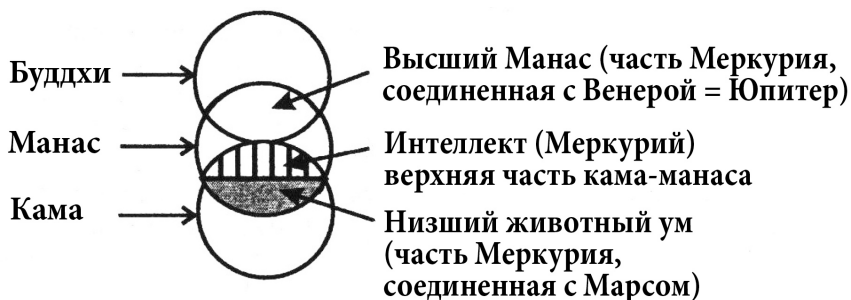 Буддхи
Манас
Кама
Высший Манас (часть Меркурия,
соединенная с Венерой = Юпитер)
Интеллект (Меркурий)
верхняя часть кама-манаса
Низший животный ум
(часть Меркурия,
соединенная с Марсом)